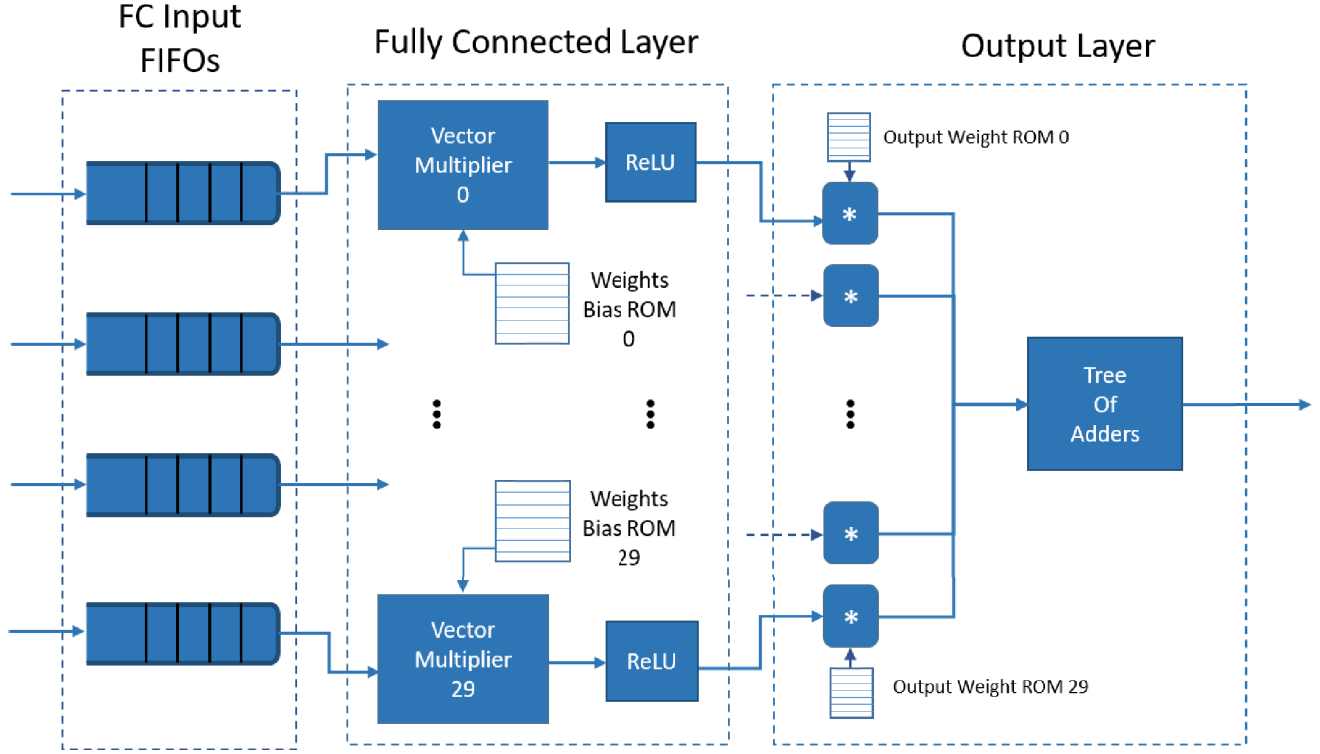 FC Input
FIFOs
Fully Connected Layer
Output Layer
Vector
Multiplier
0
ReLU
Output Weight ROM 0
*
Weights
Bias ROM
0
*
Tree
Of
Adders
Weights
Bias ROM
29
*
Vector
Multiplier
29
ReLU
*
Output Weight ROM 29